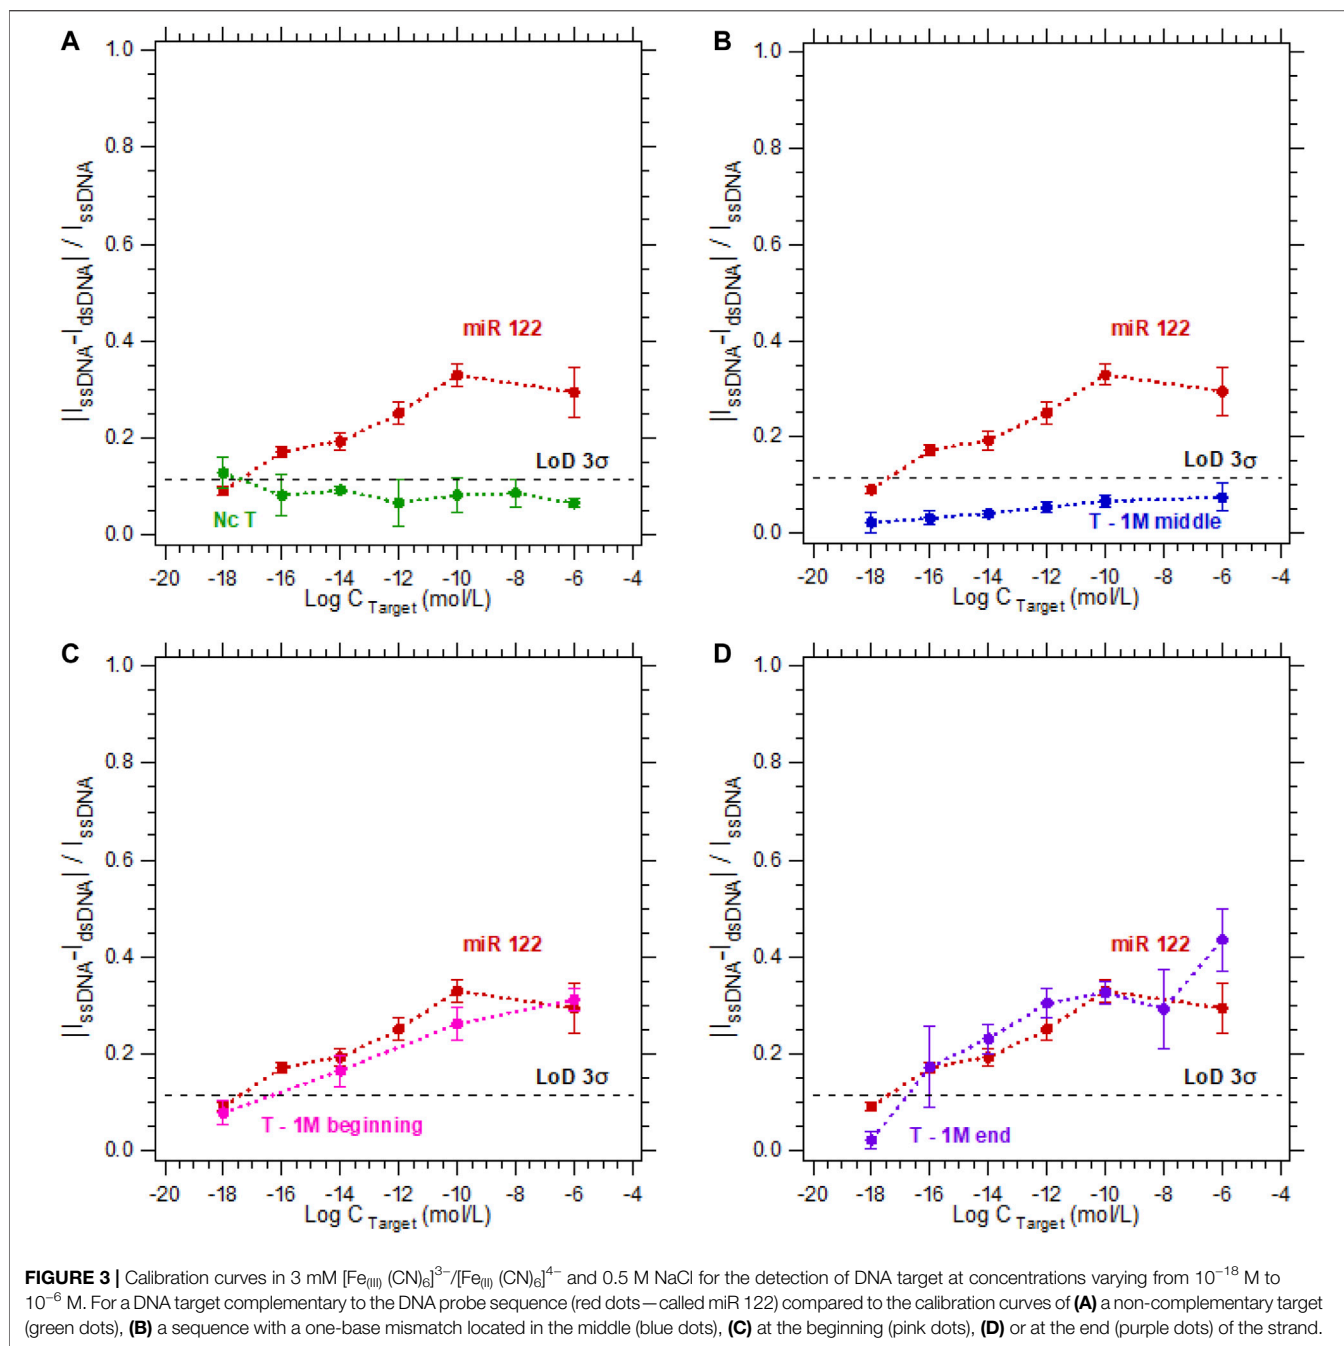 A
1.0
0.8
0.6
0.4
0.2
0.0
||ssDNA-IdsDNA| / IssDNA
miR 122
LoD 3σ
Nc T
-20 -18 -16 -14 -12 -10 -8 -6 -4
Log C Target (mol/L)
B
1.0
0.8
0.6
0.4
0.2
0.0
||ssDNA-IdsDNA| / IssDNA
miR 122
LoD 3σ
T - 1M middle
-20 -18 -16 -14 -12 -10 -8 -6 -4
Log C Target (mol/L)
C
1.0
0.8
0.6
0.4
0.2
0.0
||ssDNA-IdsDNA| / IssDNA
miR 122
LoD 3σ
T - 1M beginning
-20 -18 -16 -14 -12 -10 -8 -6 -4
Log C Target (mol/L)
D
1.0
0.8
0.6
0.4
0.2
0.0
||ssDNA-IdsDNA| / IssDNA
miR 122
LoD 3σ
T - 1M end
-20 -18 -16 -14 -12 -10 -8 -6 -4
Log C Target (mol/L)
FIGURE 3 | Calibration curves in 3 mM [Fe(III) (CN)6]3−/[Fe(II) (CN)6]4− and 0.5 M NaCl for the detection of DNA target at concentrations varying from 10−18 M to
10−6 M. For a DNA target complementary to the DNA probe sequence (red dots—called miR 122) compared to the calibration curves of (A) a non-complementary target
(green dots), (B) a sequence with a one-base mismatch located in the middle (blue dots), (C) at the beginning (pink dots), (D) or at the end (purple dots) of the strand.